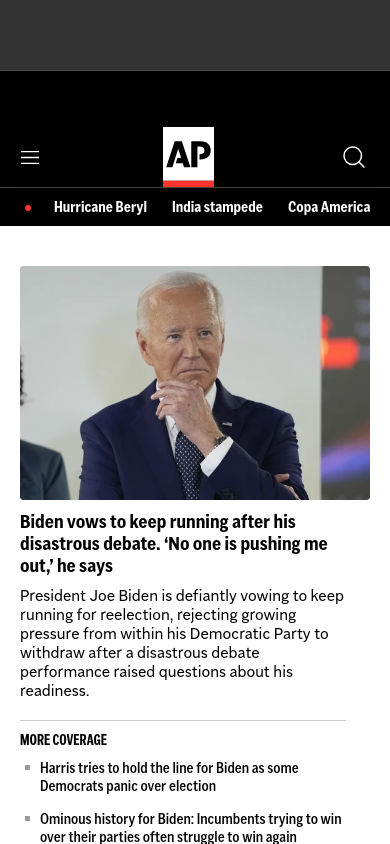 AP
Hurricane Beryl India stampede Copa America
Biden vows to keep running after his
disastrous debate. ‘No one is pushing me
out,’ he says
President Joe Biden is defiantly vowing to keep
running for reelection, rejecting growing
pressure from within his Democratic Party to
withdraw after a disastrous debate
performance raised questions about his
readiness.
MORE COVERAGE
Harris tries to hold the line for Biden as some
Democrats panic over election
Ominous history for Biden: Incumbents trying to win
over their parties often struggle to win again